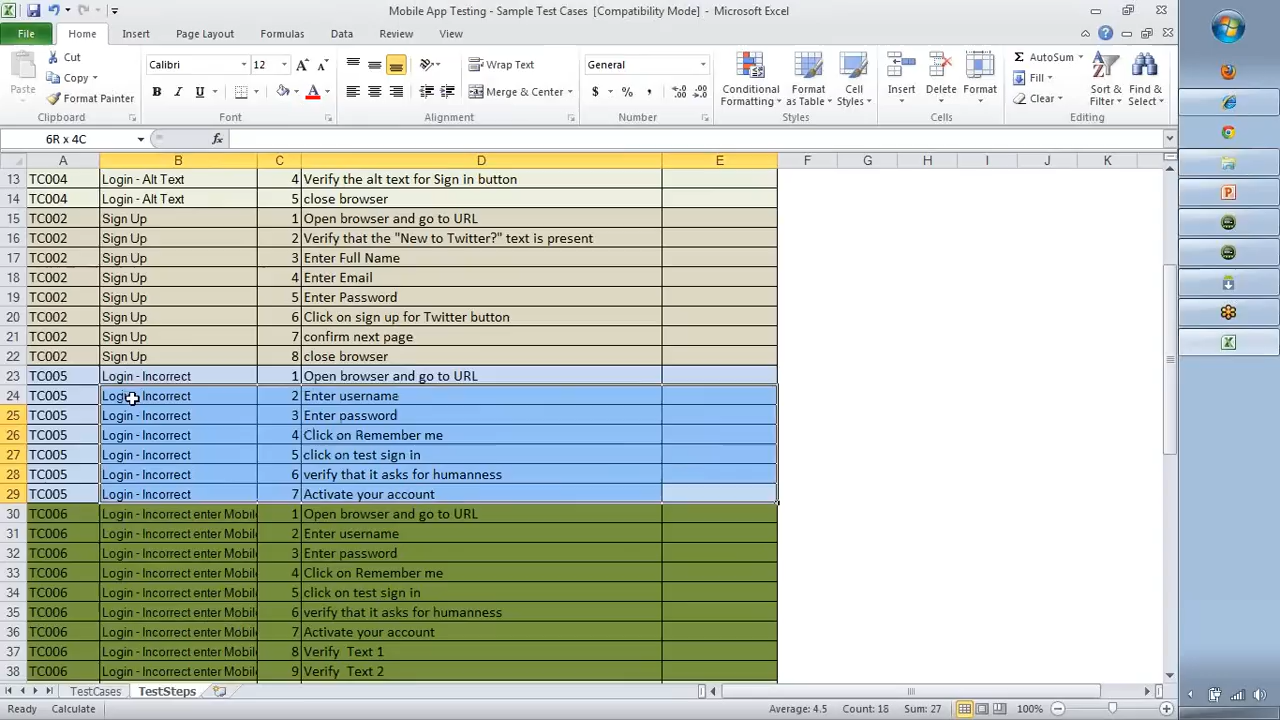 Mobile App Testing - Sample Test Cases [Compatibility Mode] - Microsoft Excel
File Home Insert Page Layout Formulas Data Review View
Paste
Cut
Copy
Format Painter
Clipboard
Calibri 12
B I U
Font
Wrap Text
Merge & Center
Alignment
General
$ % ,
Number
Conditional Formatting
Format as Table
Cell Styles
Styles
Insert
Delete
Format
Cells
AutoSum
Fill
Clear
Sort & Filter
Find & Select
Editing
6R x 4C fx
A B C D E F G H I J K
13 TC004 Login - Alt Text 4 Verify the alt text for Sign in button
14 TC004 Login - Alt Text 5 close browser
15 TC002 Sign Up 1 Open browser and go to URL
16 TC002 Sign Up 2 Verify that the "New to Twitter?" text is present
17 TC002 Sign Up 3 Enter Full Name
18 TC002 Sign Up 4 Enter Email
19 TC002 Sign Up 5 Enter Password
20 TC002 Sign Up 6 Click on sign up for Twitter button
21 TC002 Sign Up 7 confirm next page
22 TC002 Sign Up 8 close browser
23 TC005 Login - Incorrect 1 Open browser and go to URL
24 TC005 Login - Incorrect 2 Enter username
25 TC005 Login - Incorrect 3 Enter password
26 TC005 Login - Incorrect 4 Click on Remember me
27 TC005 Login - Incorrect 5 click on test sign in
28 TC005 Login - Incorrect 6 verify that it asks for humanness
29 TC005 Login - Incorrect 7 Activate your account
30 TC006 Login - Incorrect enter Mobil 1 Open browser and go to URL
31 TC006 Login - Incorrect enter Mobil 2 Enter username
32 TC006 Login - Incorrect enter Mobil 3 Enter password
33 TC006 Login - Incorrect enter Mobil 4 Click on Remember me
34 TC006 Login - Incorrect enter Mobil 5 click on test sign in
35 TC006 Login - Incorrect enter Mobil 6 verify that it asks for humanness
36 TC006 Login - Incorrect enter Mobil 7 Activate your account
37 TC006 Login - Incorrect enter Mobil 8 Verify Text 1
38 TC006 Login - Incorrect enter Mobil 9 Verify Text 2
TestCases TestSteps
Ready Calculate Average: 4.5 Count: 18 Sum: 27 100%